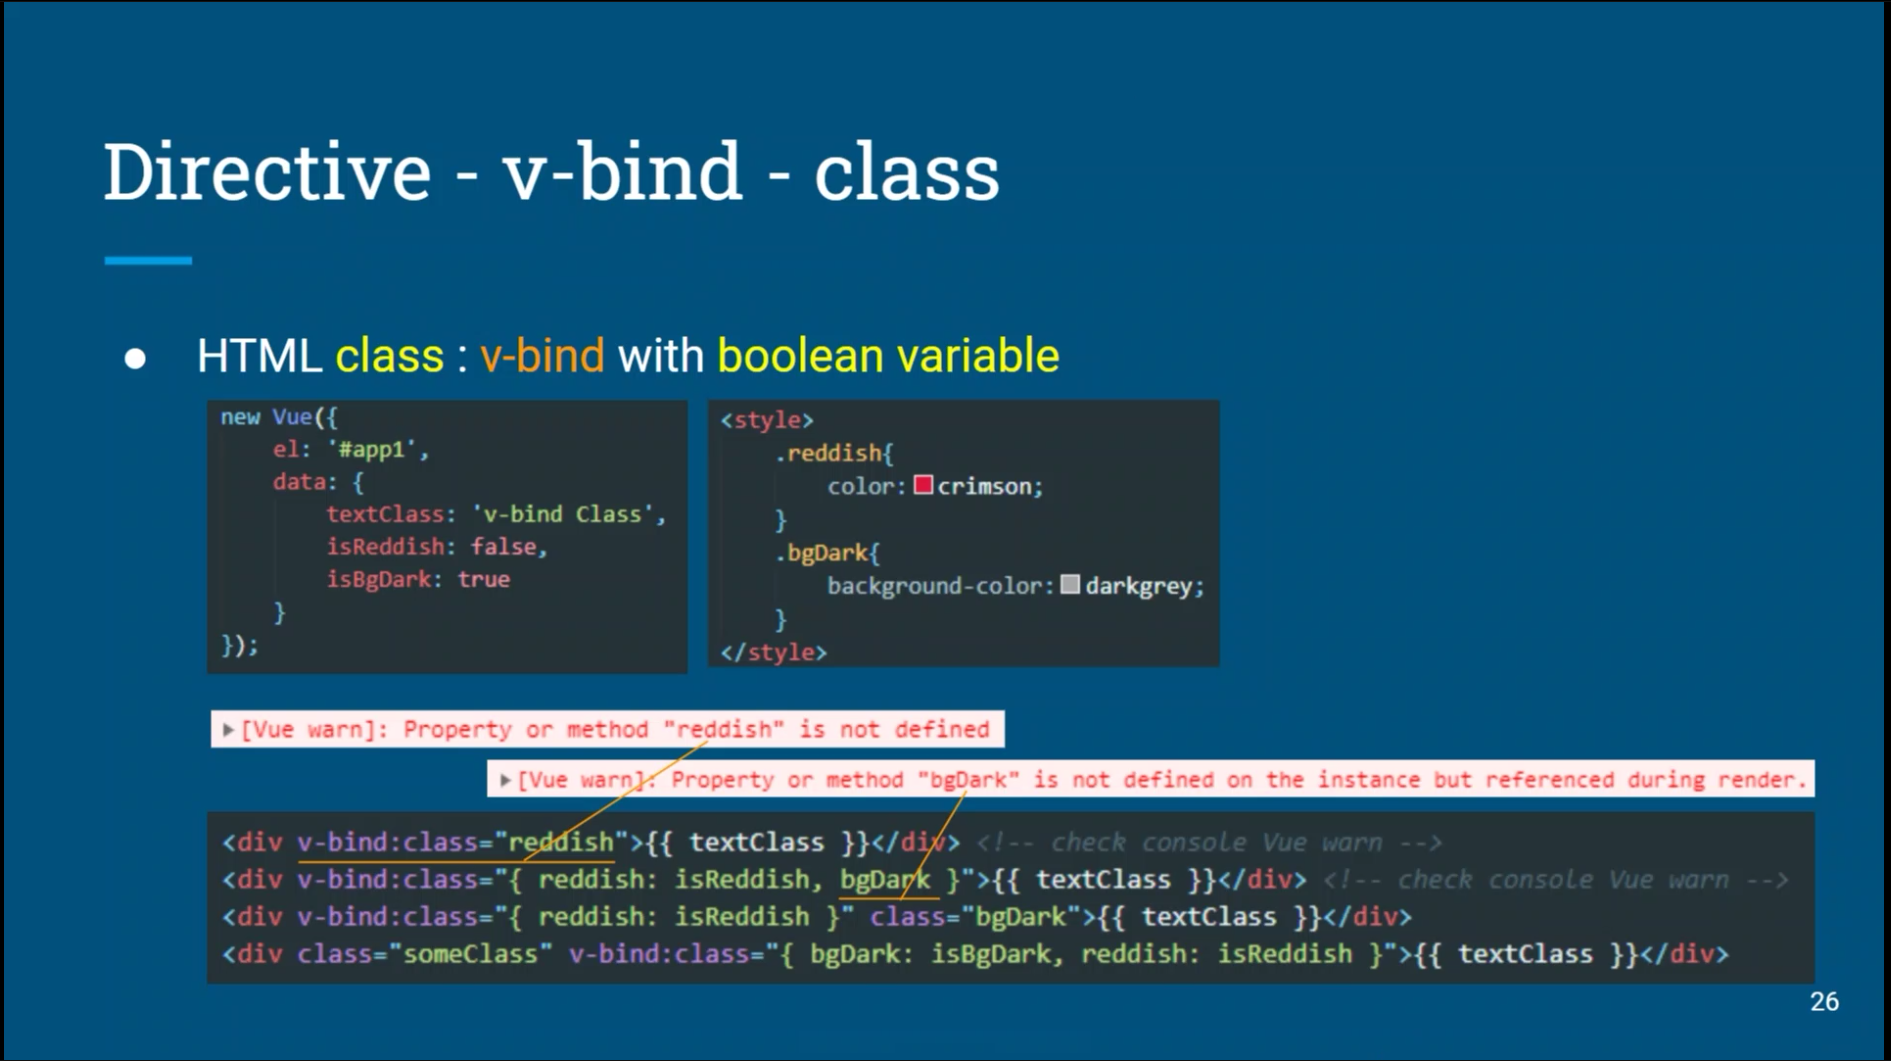 Directive - v-bind - class
● HTML class : v-bind with boolean variable
new Vue({
    el: '#app1',
    data: {
        textClass: 'v-bind Class',
        isReddish: false,
        isBgDark: true
    }
});
<style>
    .reddish{
        color: crimson;
    }
    .bgDark{
        background-color: darkgrey;
    }
</style>
▶[Vue warn]: Property or method "reddish" is not defined
▶[Vue warn]: Property or method "bgDark" is not defined on the instance but referenced during render.
<div v-bind:class="reddish">{{ textClass }}</div> <!-- check console Vue warn -->
<div v-bind:class="{ reddish: isReddish, bgDark }">{{ textClass }}</div> <!-- check console Vue warn -->
<div v-bind:class="{ reddish: isReddish }" class="bgDark">{{ textClass }}</div>
<div class="someClass" v-bind:class="{ bgDark: isBgDark, reddish: isReddish }">{{ textClass }}</div>
26